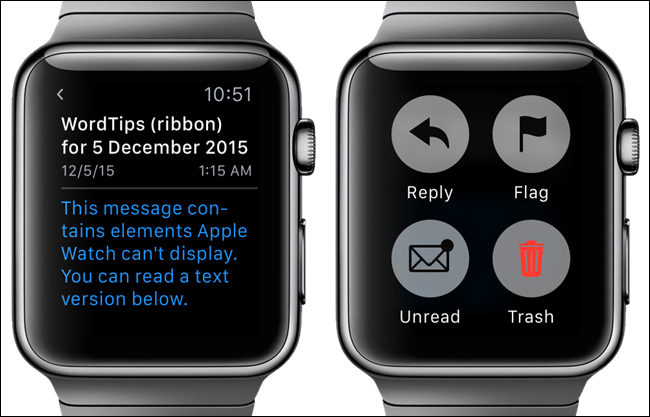 10:51
WordTips (ribbon)
for 5 December 2015
12/5/15 1:15 AM
This message con-
tains elements Apple
Watch can't display.
You can read a text
version below.
Reply Flag
Unread Trash